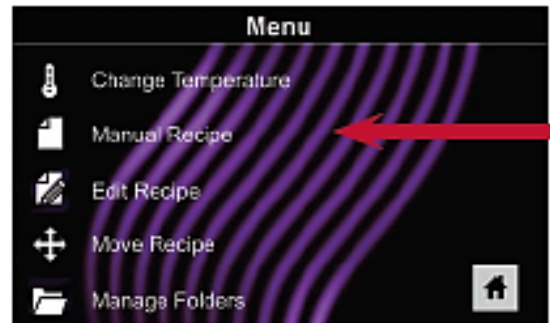 Menu
Change Temperature
Manual Recipe
Edit Recipe
Move Recipe
Manage Folders